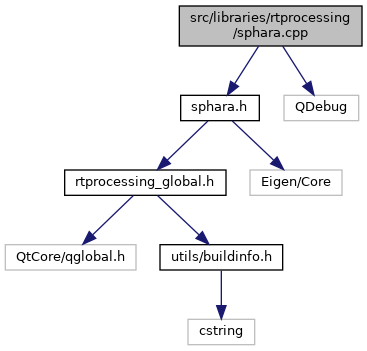 src/libraries/rtprocessing
/sphara.cpp
sphara.h
QDebug
rtprocessing_global.h
Eigen/Core
QtCore/qglobal.h
utils/buildinfo.h
cstring